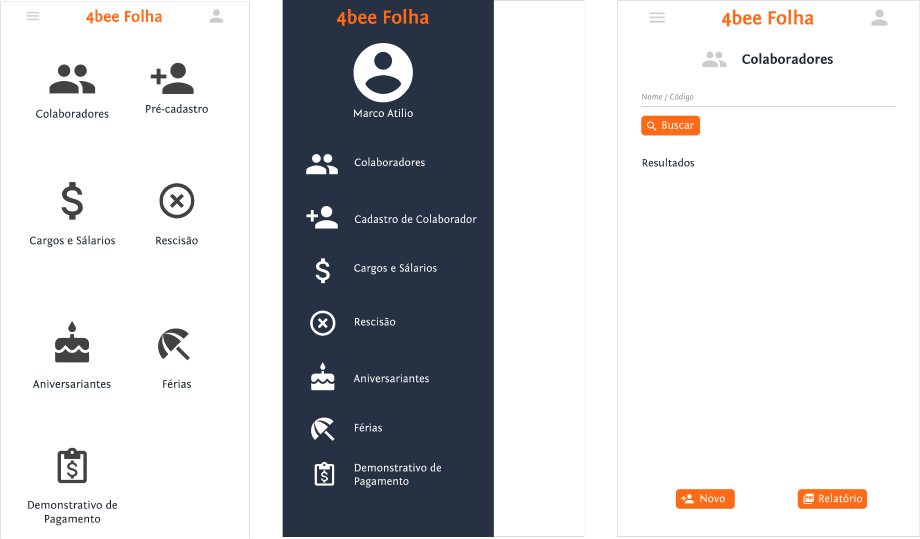 4bee Folha
Colaboradores
Pré-cadastro
Cargos e Sálarios
Rescisão
Aniversariantes
Férias
Demonstrativo de
Pagamento
4bee Folha
Marco Atilio
Colaboradores
Cadastro de Colaborador
Cargos e Sálarios
Rescisão
Aniversariantes
Férias
Demonstrativo de
Pagamento
4bee Folha
Colaboradores
Nome / Código
Buscar
Resultados
Novo
Relatório